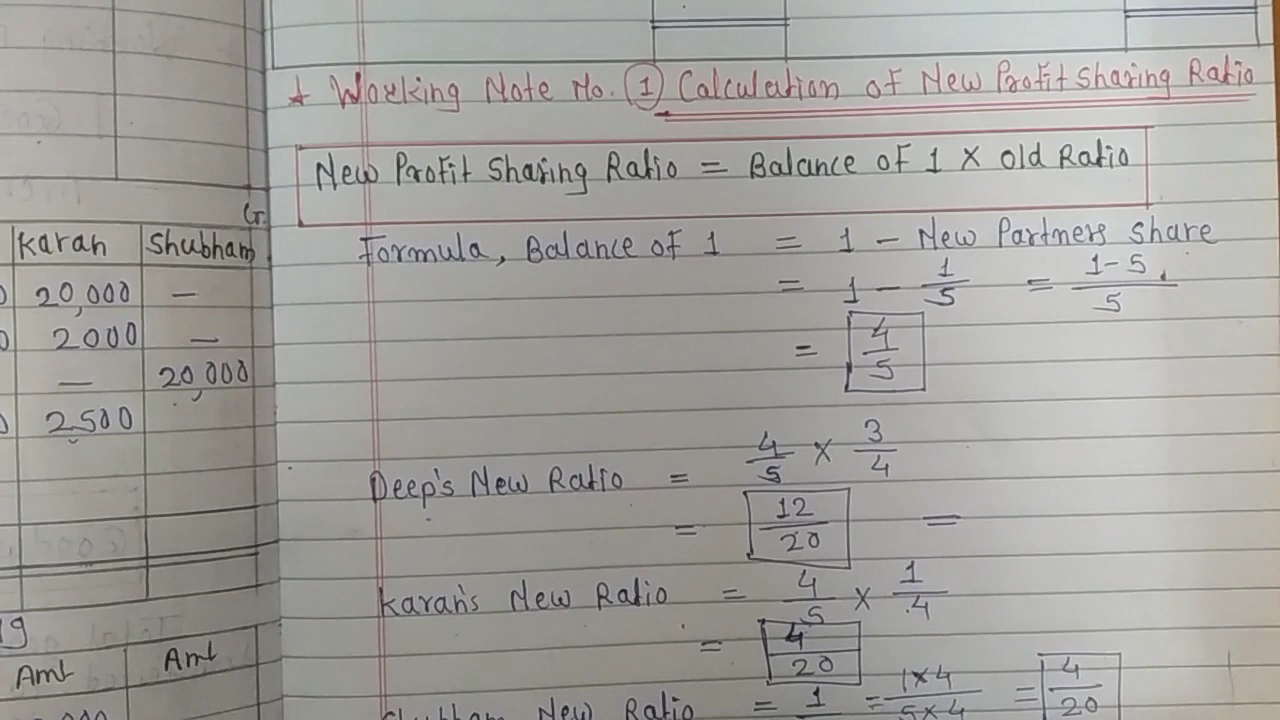 ★ Working Note No. ① Calculation of New Profit Sharing Ratio
New Profit Sharing Ratio = Balance of 1 × old Ratio
Formula, Balance of 1 = 1 − New Partners share
= 1 − 1/5 = 1-5/5
= 4/5
Deep's New Ratio = 4/5 × 3/4
= 12/20 =
Karan's New Ratio = 4/5 × 1/4
= 4/20
New Ratio = 1 = 1×4/5×4 = 4/20
Cr.
Karan Shubham
20,000 —
2000 —
— 20,000
2,500
19
Amt Amt